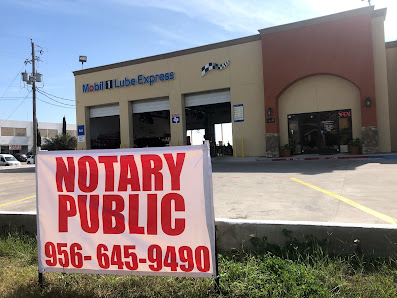 Mobil 1 Lube Express
NOTARY
PUBLIC
956-645-9490